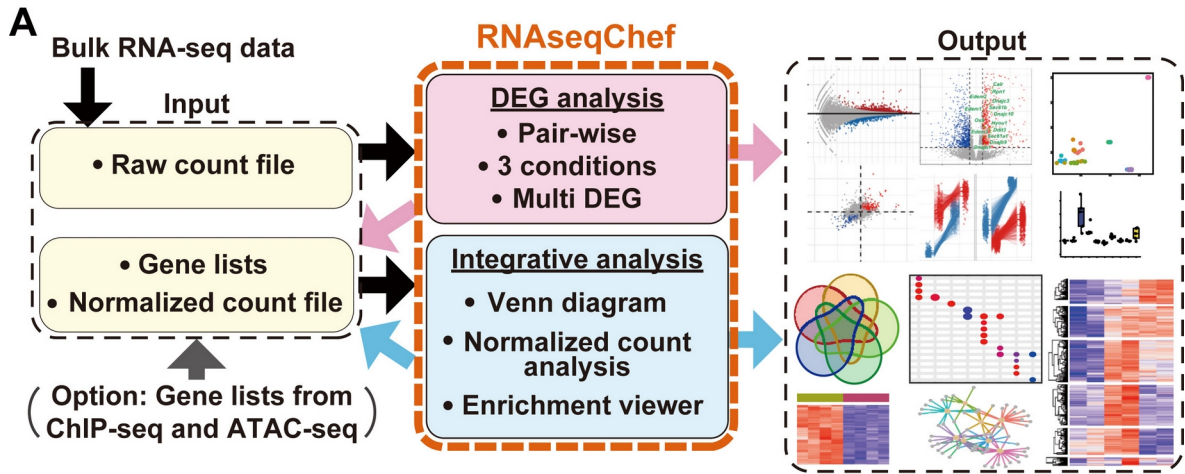 A
Bulk RNA-seq data
Input
• Raw count file
• Gene lists
• Normalized count file
(Option: Gene lists from
ChIP-seq and ATAC-seq)
RNAseqChef
DEG analysis
• Pair-wise
• 3 conditions
• Multi DEG
Integrative analysis
• Venn diagram
• Normalized count
analysis
• Enrichment viewer
Output